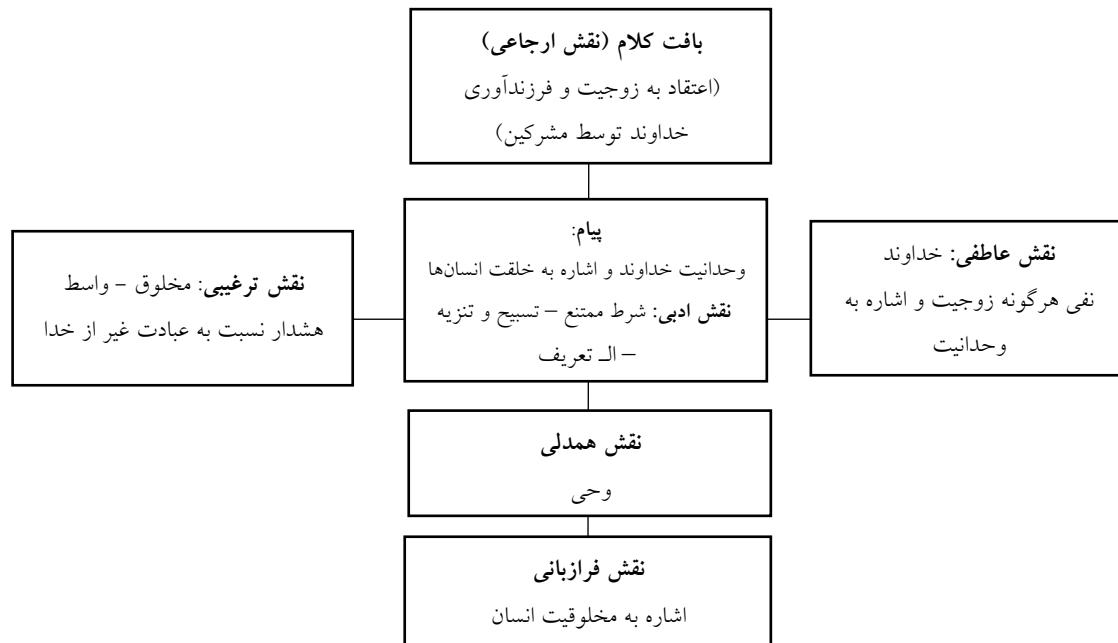 بافت کلام (نقش ارجاعی)
(اعتقاد به زوجیت و فرزندآوری
خداوند توسط مشرکین)
پیام:
وحدانیت خداوند و اشاره به خلقت انسان‌ها
نقش ادبی: شرط ممتنع – تسبیح و تنزیه
– الـ تعریف
نقش عاطفی: خداوند
نفی هرگونه زوجیت و اشاره به
وحدانیت
نقش ترغیبی: مخلوق – واسط
هشدار نسبت به عبادت غیر از خدا
نقش همدلی
وحی
نقش فرازبانی
اشاره به مخلوقیت انسان